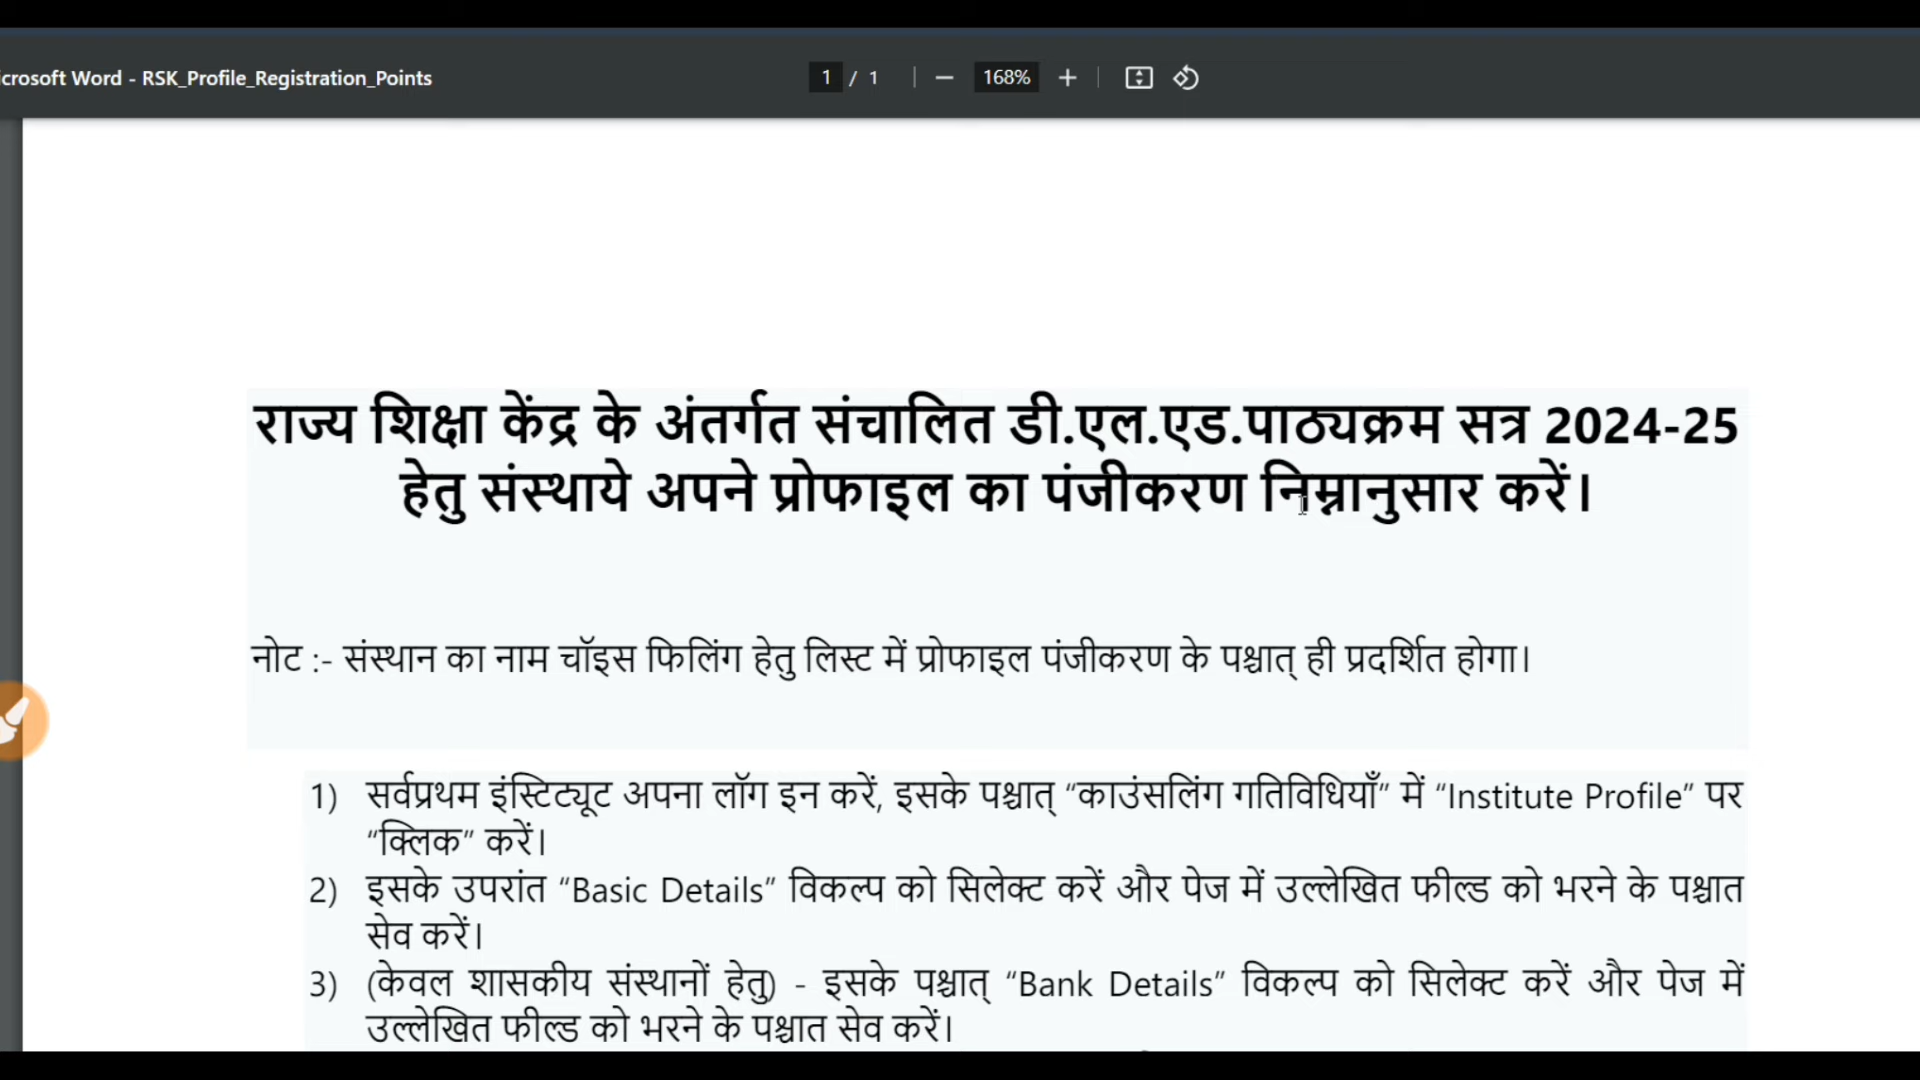 crosoft Word - RSK_Profile_Registration_Points
1 / 1
168%
राज्य शिक्षा केंद्र के अंतर्गत संचालित डी.एल.एड.पाठ्यक्रम सत्र 2024-25
हेतु संस्थाये अपने प्रोफाइल का पंजीकरण निम्नानुसार करें।
नोट :- संस्थान का नाम चॉइस फिलिंग हेतु लिस्ट में प्रोफाइल पंजीकरण के पश्चात् ही प्रदर्शित होगा।
1) सर्वप्रथम इंस्टिट्यूट अपना लॉग इन करें, इसके पश्चात् “काउंसलिंग गतिविधियाँ” में “Institute Profile” पर
“क्लिक” करें।
2) इसके उपरांत “Basic Details” विकल्प को सिलेक्ट करें और पेज में उल्लेखित फील्ड को भरने के पश्चात
सेव करें।
3) (केवल शासकीय संस्थानों हेतु) - इसके पश्चात् “Bank Details” विकल्प को सिलेक्ट करें और पेज में
उल्लेखित फील्ड को भरने के पश्चात सेव करें।